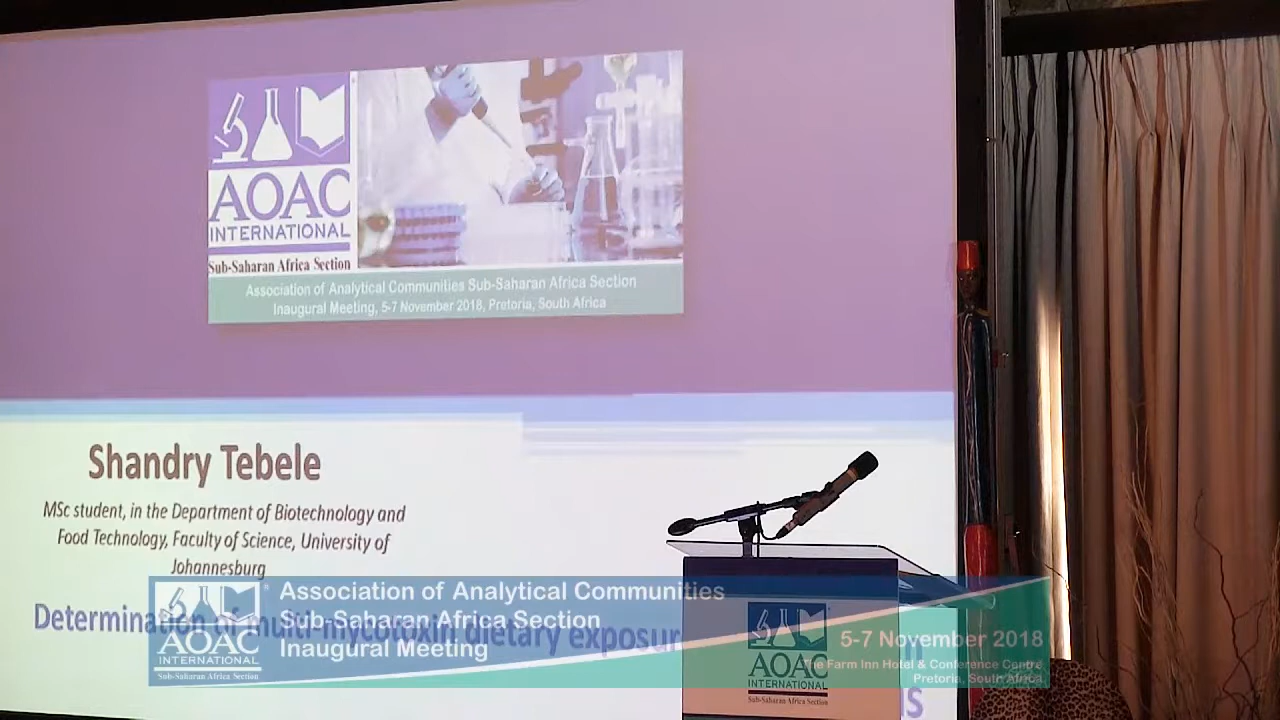 AOAC
INTERNATIONAL
Sub-Saharan Africa Section
Association of Analytical Communities Sub-Saharan Africa Section
Inaugural Meeting, 5-7 November 2018, Pretoria, South Africa
Shandry Tebele
MSc student, in the Department of Biotechnology and
Food Technology, Faculty of Science, University of
Johannesburg
Determination of multi-mycotoxin dietary exposur
AOAC
INTERNATIONAL
Sub-Saharan Africa Section
Association of Analytical Communities
Sub-Saharan Africa Section
Inaugural Meeting
AOAC
INTERNATIONAL
Sub-Saharan Africa Section
5-7 November 2018
The Farm Inn Hotel & Conference Centre
Pretoria, South Africa